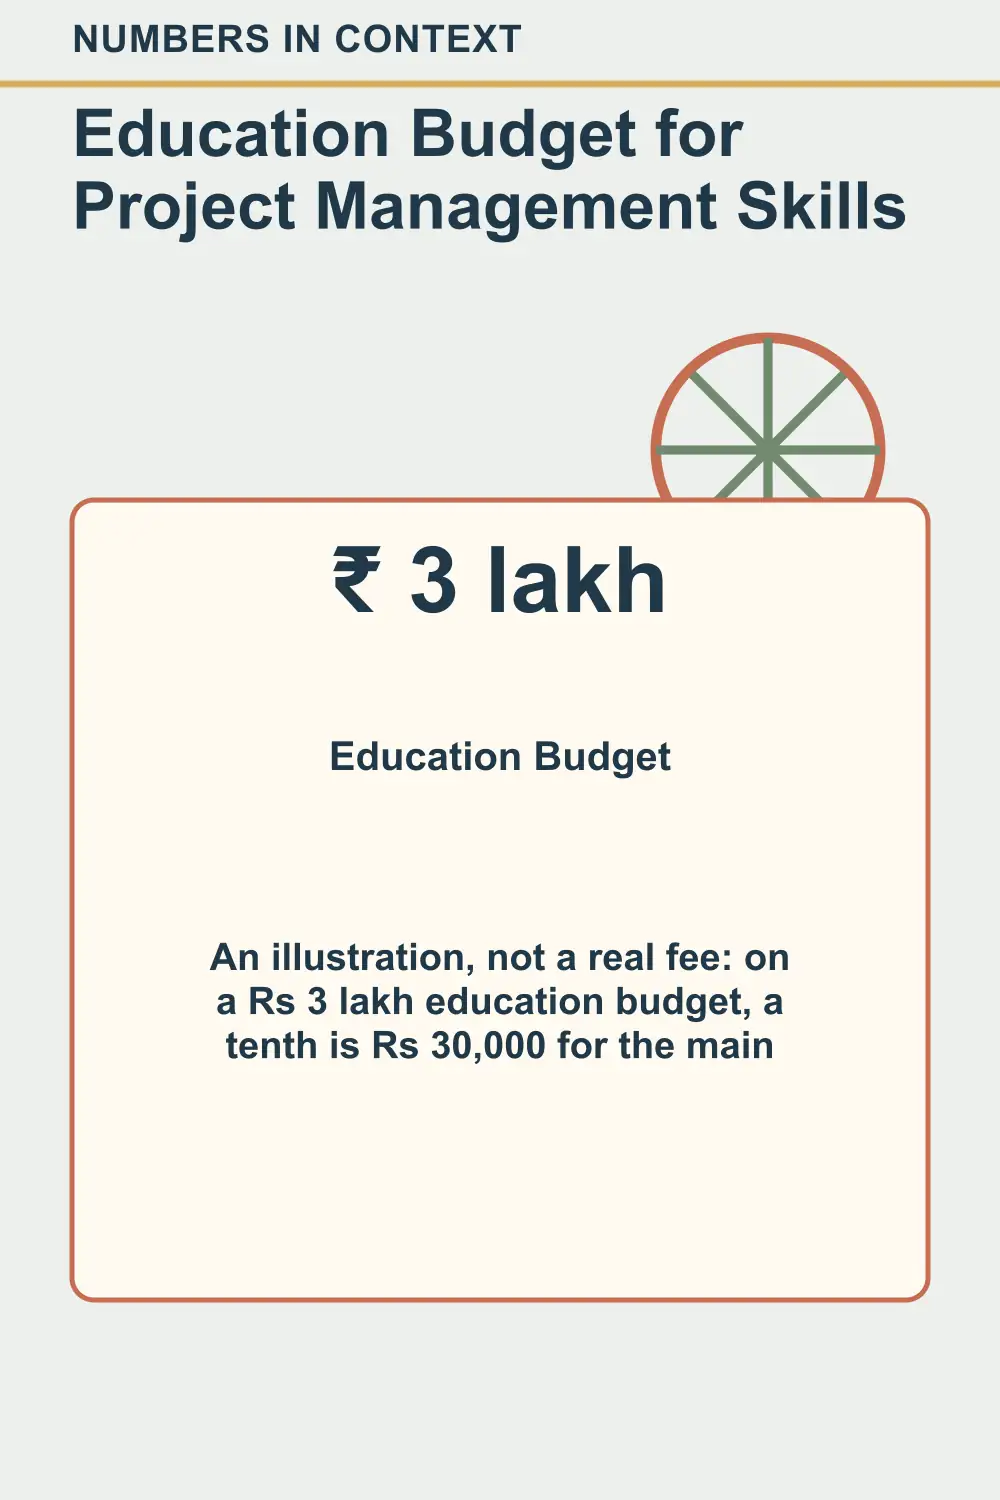 NUMBERS IN CONTEXT
Education Budget for
Project Management Skills
₹ 3 lakh
Education Budget
An illustration, not a real fee: on
a Rs 3 lakh education budget, a
tenth is Rs 30,000 for the main